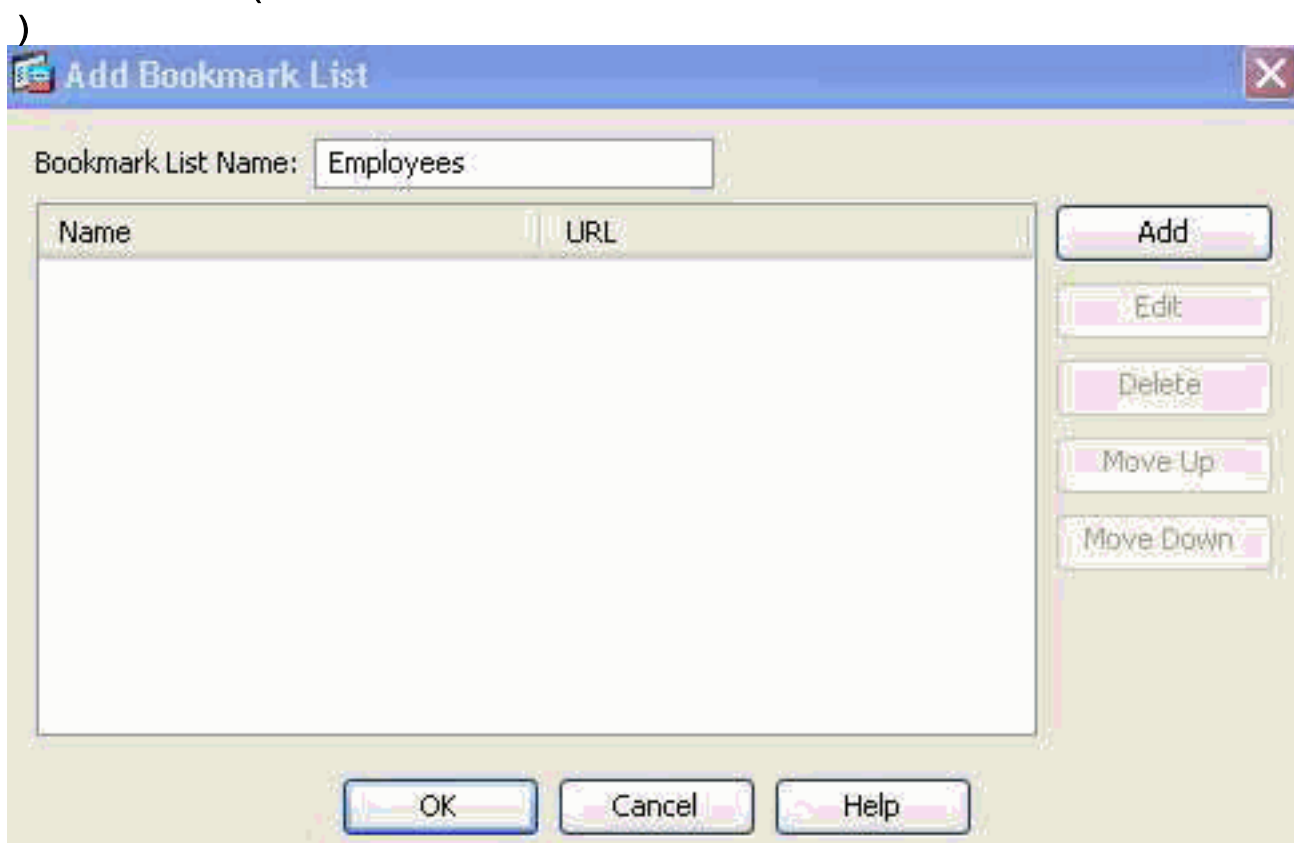 )
Add Bookmark List
Bookmark List Name: Employees
Name URL
Add
Edit
Delete
Move Up
Move Down
OK Cancel Help